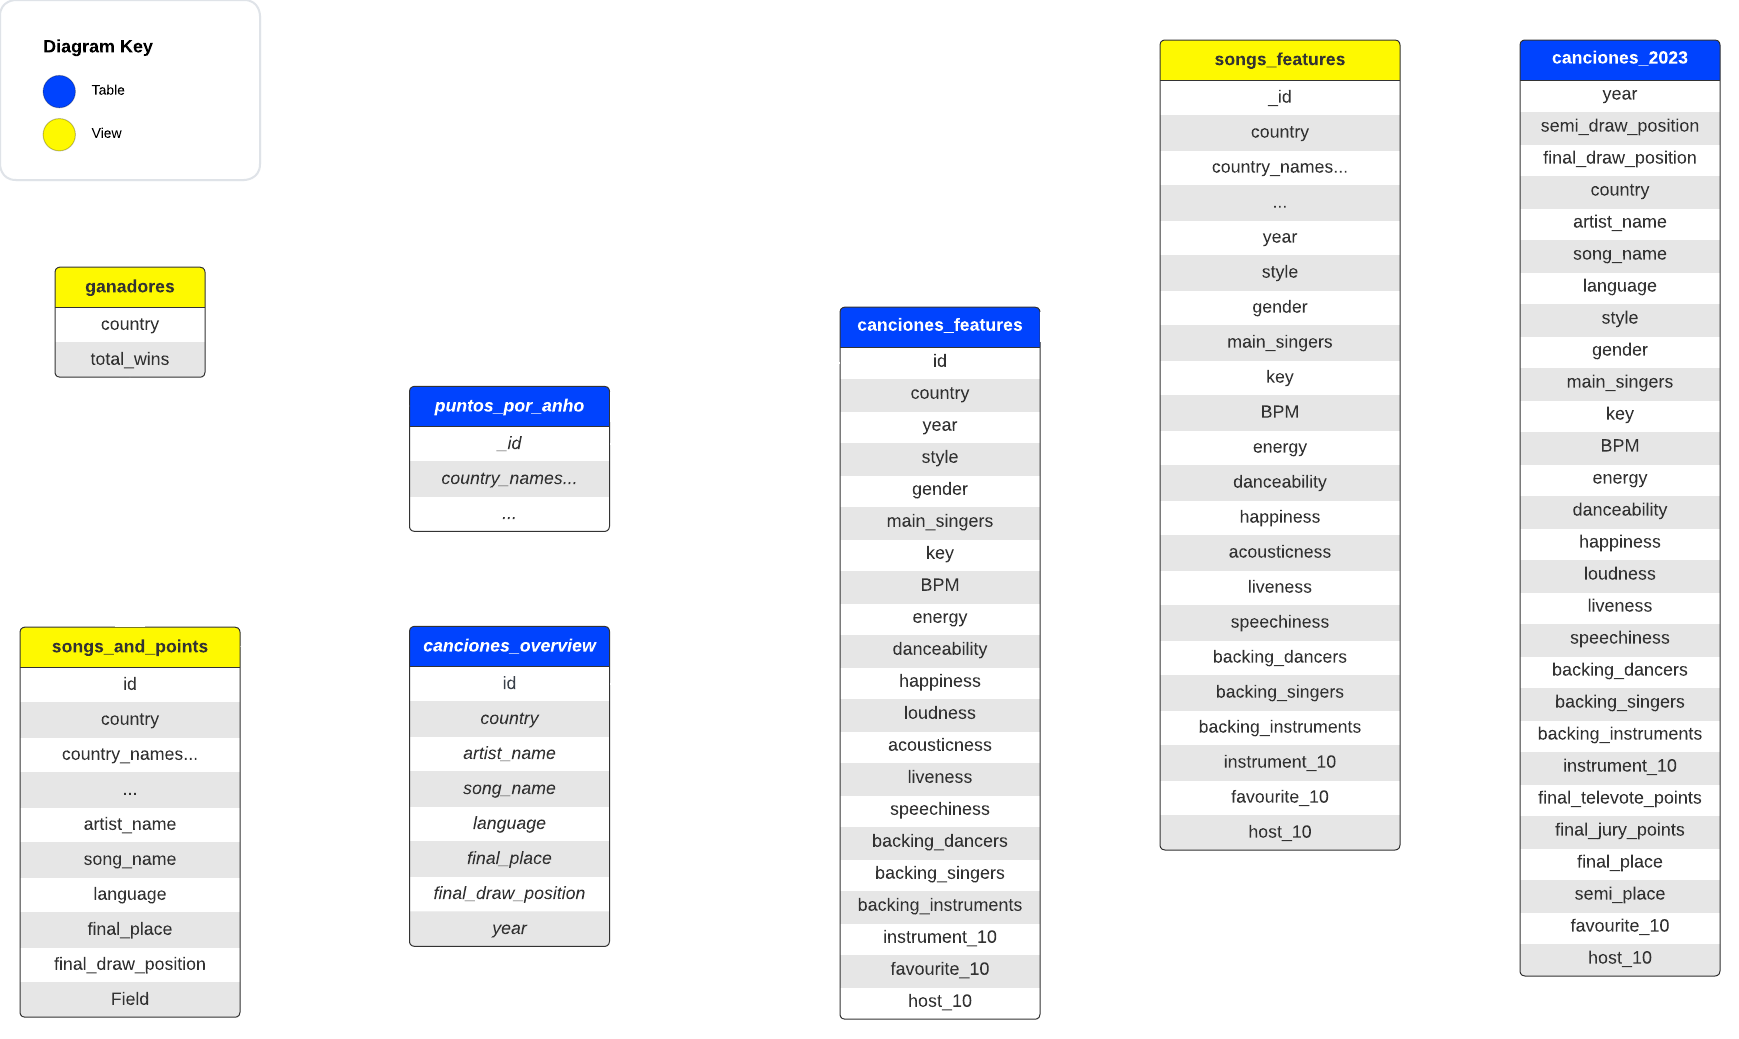 Diagram Key
Table
View
ganadores
country
total_wins
songs_and_points
id
country
country_names...
...
artist_name
song_name
language
final_place
final_draw_position
Field
puntos_por_anho
_id
country_names...
...
canciones_overview
id
country
artist_name
song_name
language
final_place
final_draw_position
year
canciones_features
id
country
year
style
gender
main_singers
key
BPM
energy
danceability
happiness
loudness
acousticness
liveness
speechiness
backing_dancers
backing_singers
backing_instruments
instrument_10
favourite_10
host_10
songs_features
_id
country
country_names...
...
year
style
gender
main_singers
key
BPM
energy
danceability
happiness
acousticness
liveness
speechiness
backing_dancers
backing_singers
backing_instruments
instrument_10
favourite_10
host_10
canciones_2023
year
semi_draw_position
final_draw_position
country
artist_name
song_name
language
style
gender
main_singers
key
BPM
energy
danceability
happiness
loudness
liveness
speechiness
backing_dancers
backing_singers
backing_instruments
instrument_10
final_televote_points
final_jury_points
final_place
semi_place
favourite_10
host_10